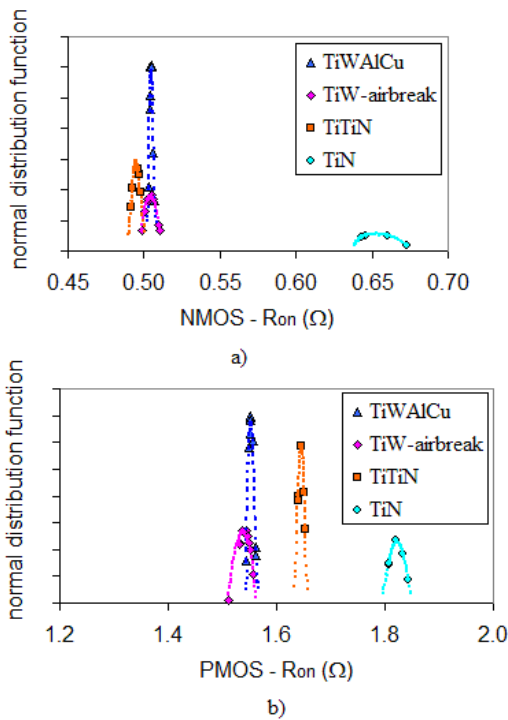 normal distribution function
TiWAlCu
TiW-airbreak
TiTiN
TiN
0.45 0.50 0.55 0.60 0.65 0.70
NMOS - Ron (Ω)
a)
normal distribution function
TiWAlCu
TiW-airbreak
TiTiN
TiN
1.2 1.4 1.6 1.8 2.0
PMOS - Ron (Ω)
b)